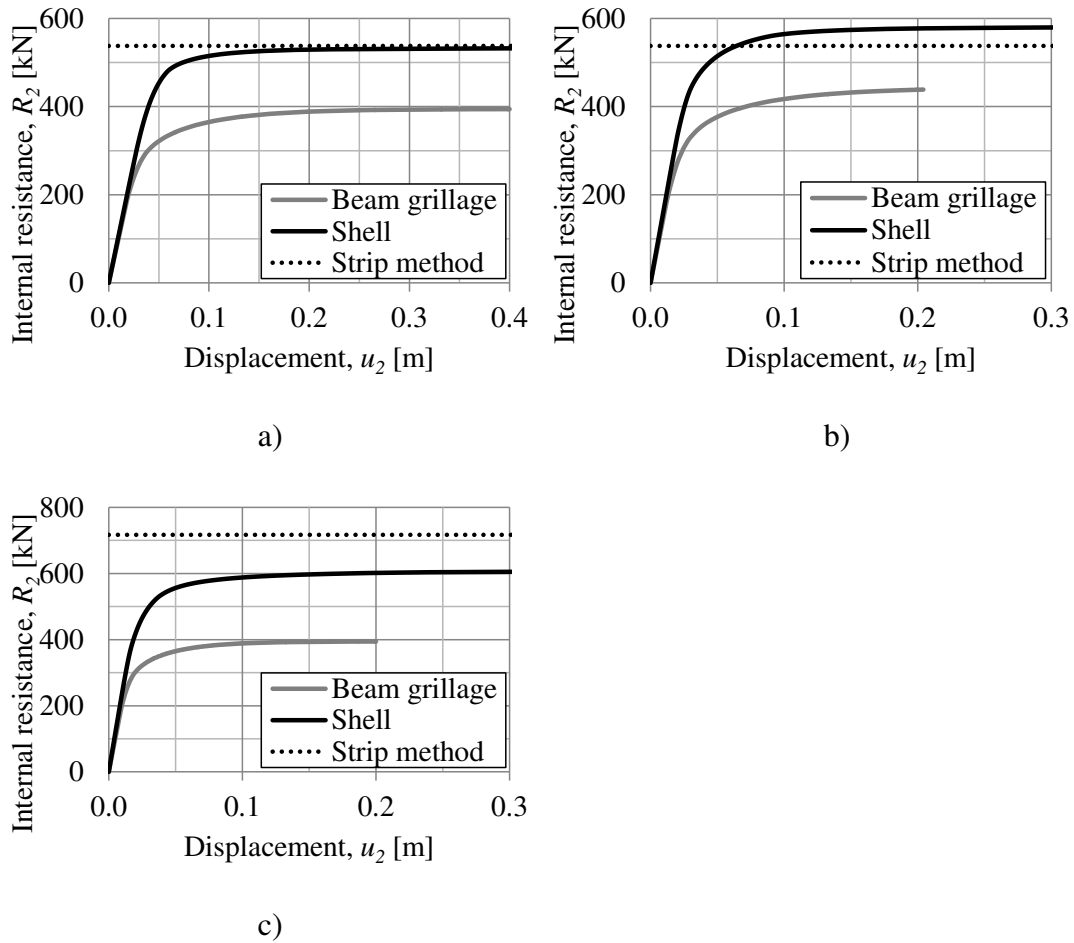 Internal resistance, R2 [kN]
600
400
200
0
0.0 0.1 0.2 0.3 0.4
Displacement, u2 [m]
Beam grillage
Shell
Strip method
a)
Internal resistance, R2 [kN]
600
400
200
0
0.0 0.1 0.2 0.3
Displacement, u2 [m]
Beam grillage
Shell
Strip method
b)
Internal resistance, R2 [kN]
800
600
400
200
0
0.0 0.1 0.2 0.3
Displacement, u2 [m]
Beam grillage
Shell
Strip method
c)